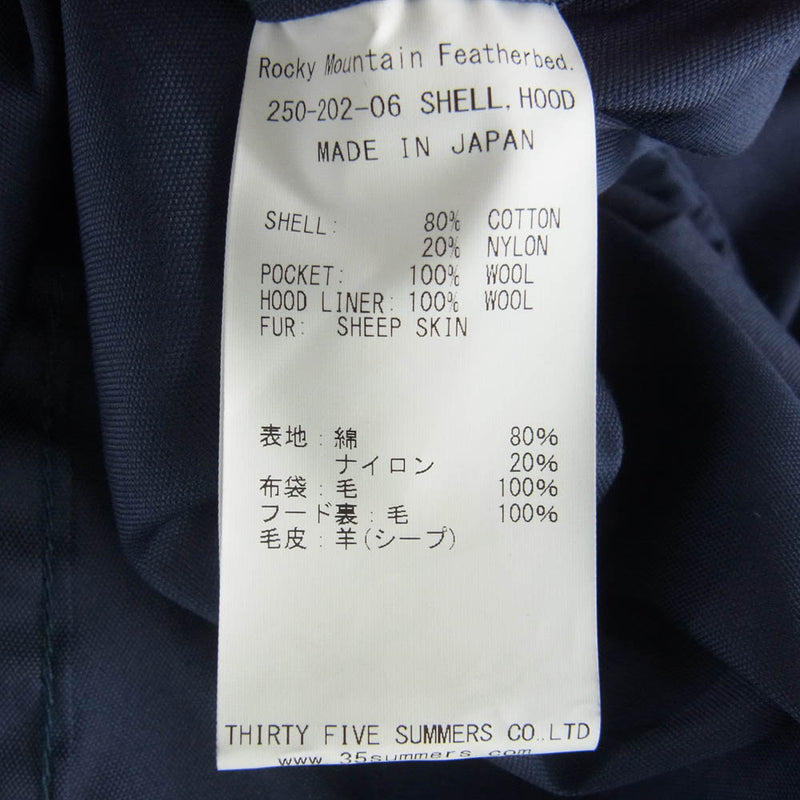 Rocky Mountain Featherbed.
250-202-06 SHELL, HOOD
MADE IN JAPAN
SHELL: 80% COTTON
20% NYLON
POCKET: 100% WOOL
HOOD LINER: 100% WOOL
FUR: SHEEP SKIN
表地:綿 80%
ナイロン 20%
布袋:毛 100%
フード裏:毛 100%
毛皮:羊(シープ)
THIRTY FIVE SUMMERS CO.,LTD
www.35summers.com